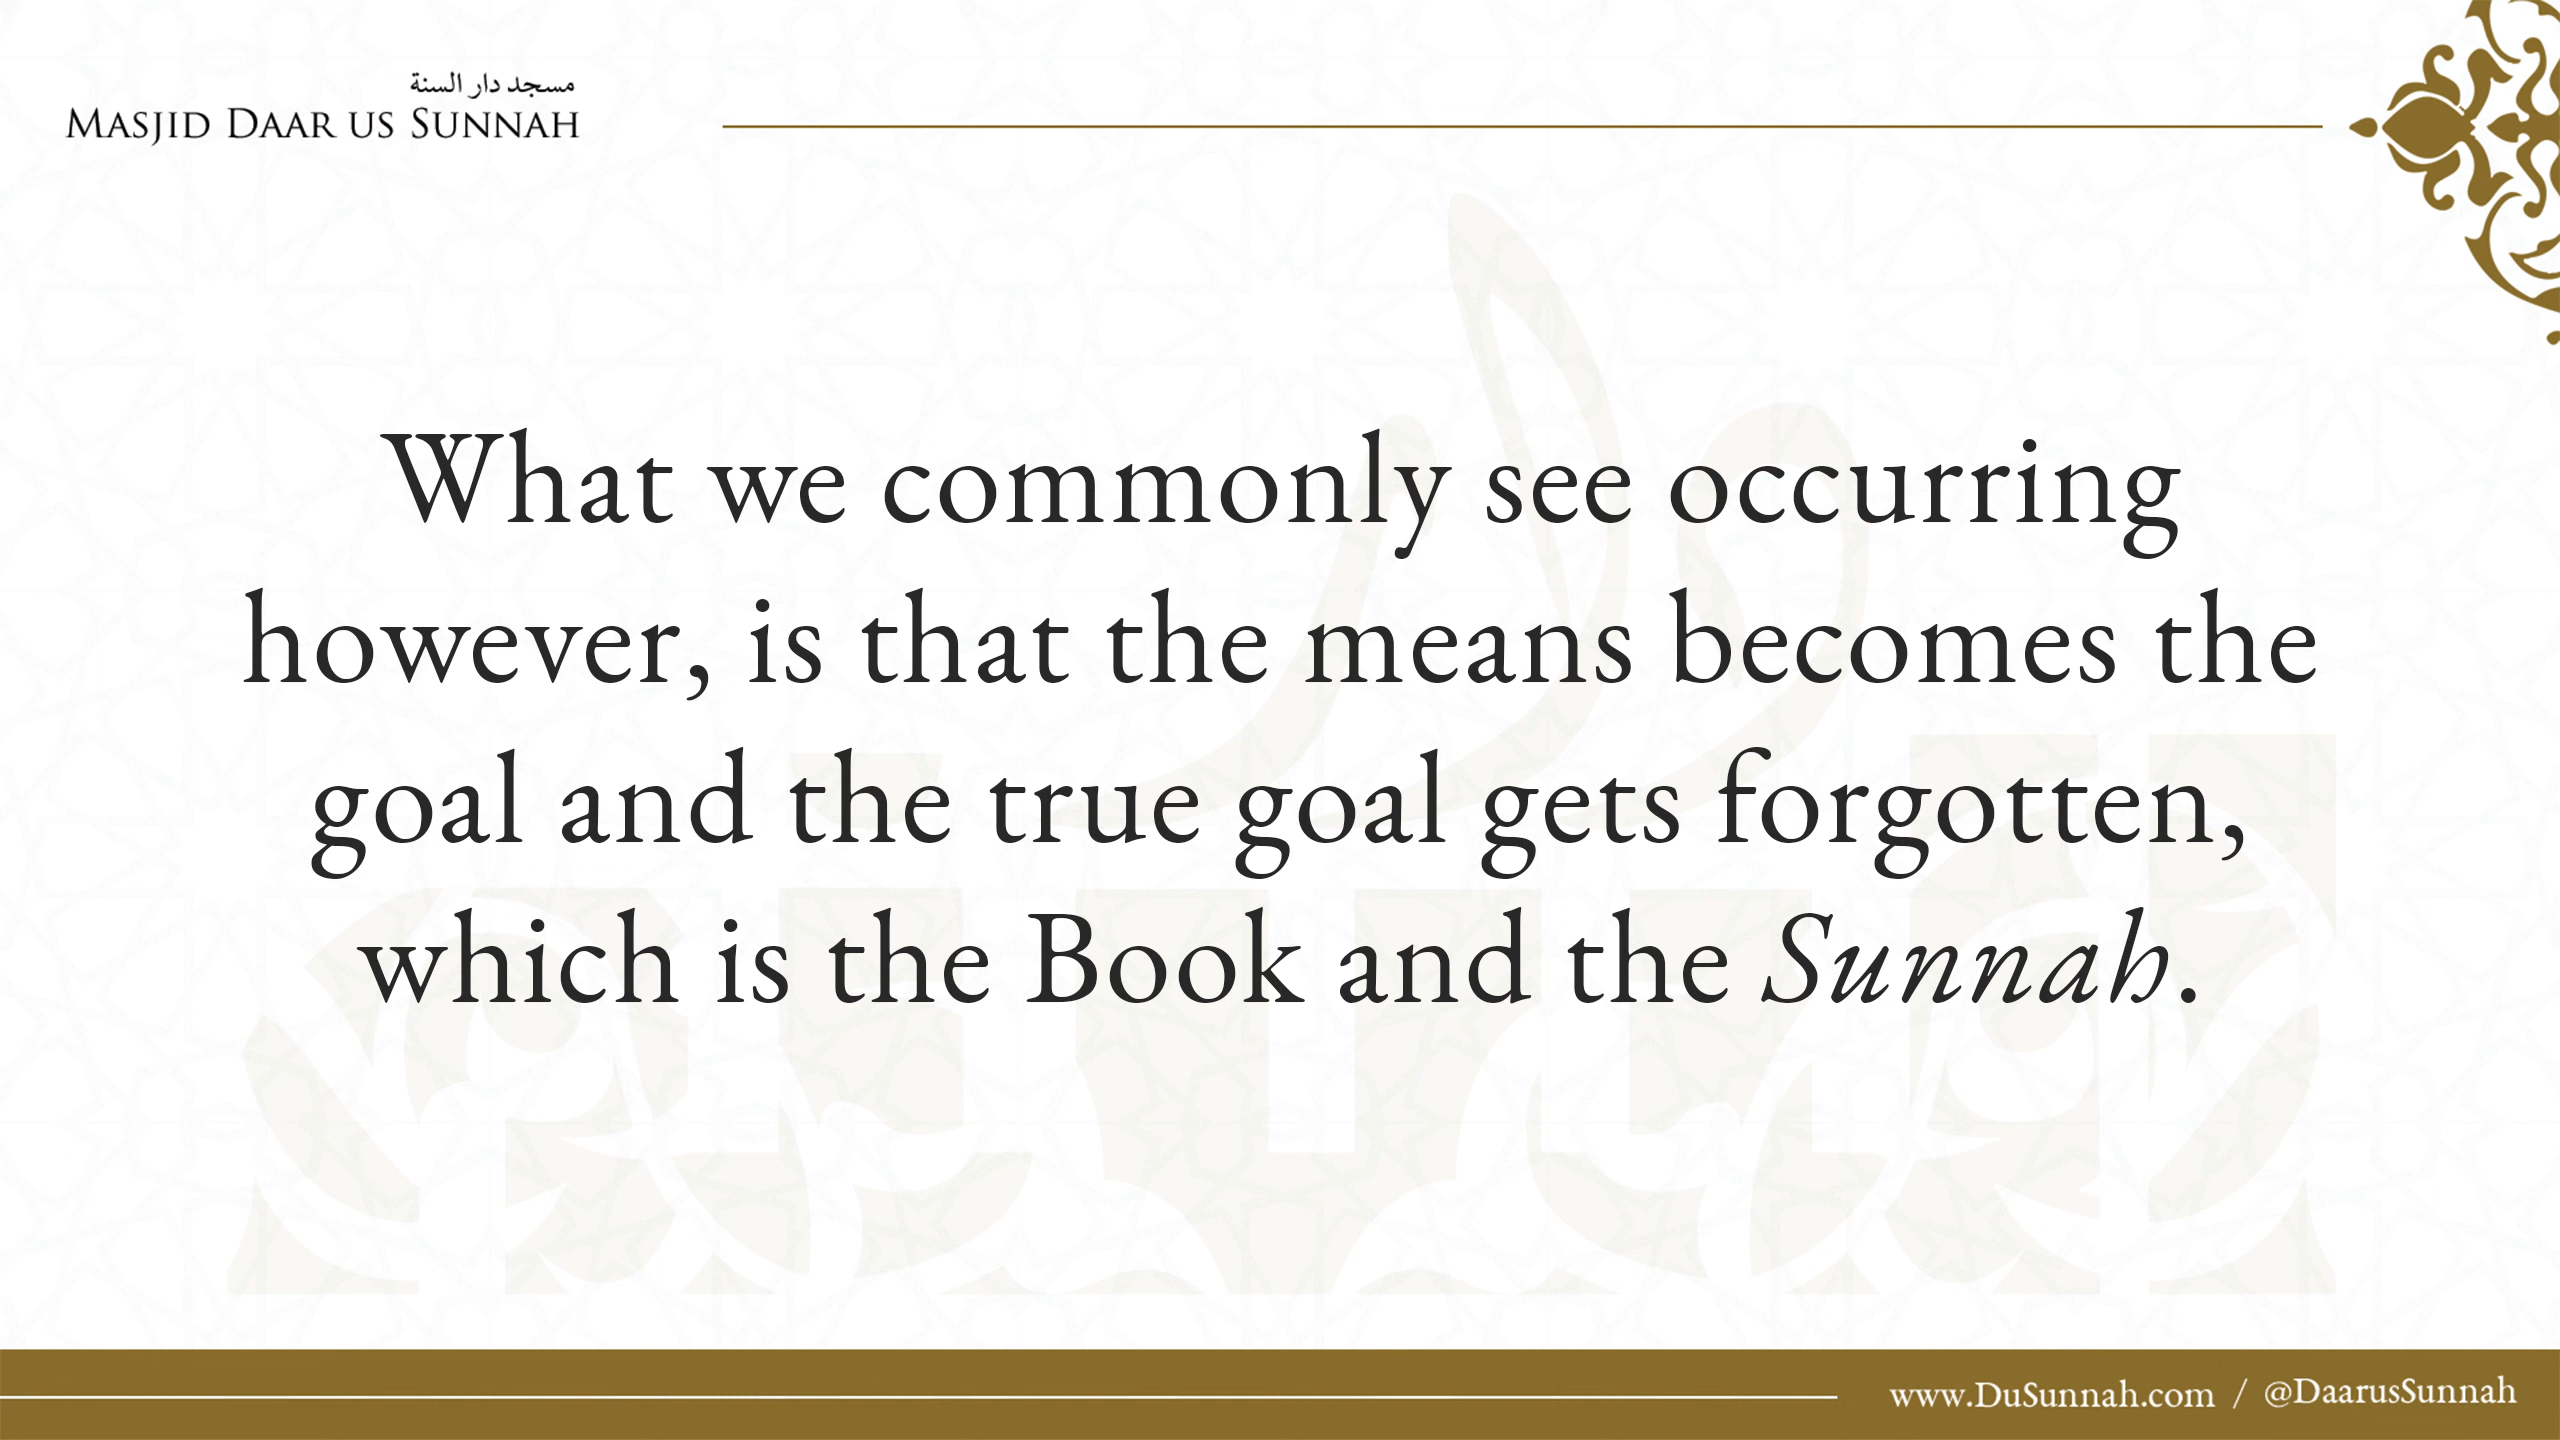 مسجد دار السنة
MASJID DAAR US SUNNAH
What we commonly see occurring
however, is that the means becomes the
goal and the true goal gets forgotten,
which is the Book and the Sunnah.
www.DuSunnah.com / @DaarusSunnah